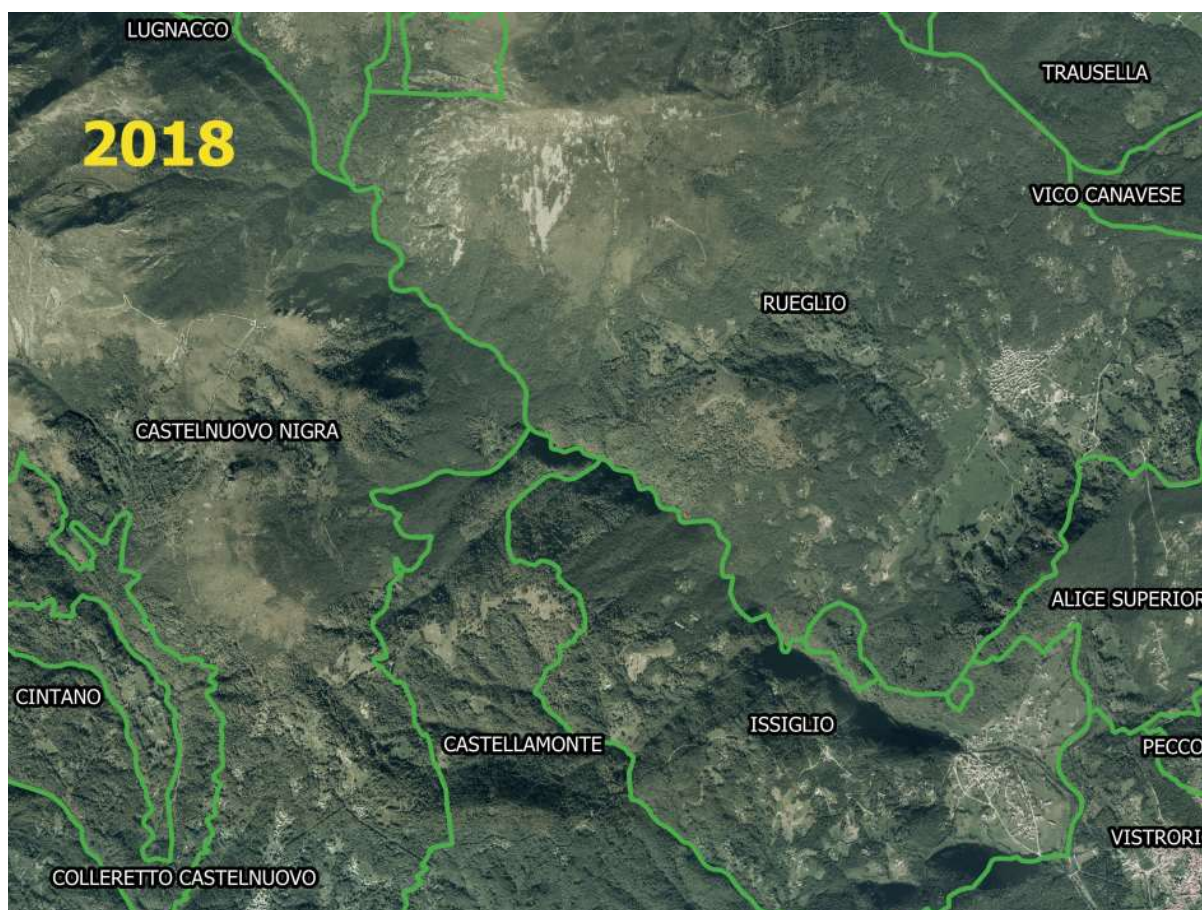 LUGNACCO
TRAUSELLA
2018
VICO CANAVESE
RUEGLIO
CASTELNUOVO NIGRA
ALICE SUPERIOR
CINTANO
ISSIGLIO
CASTELLAMONTE
PECCO
VISTRORI
COLLERETTO CASTELNUOVO